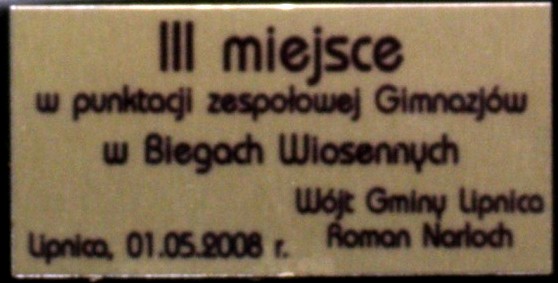 III miejsce
w punktacji zespołowej Gimnazjów
w Biegach Wiosennych
Wójt Gminy Lipnica
Roman Narloch
Lipnica, 01.05.2008 r.